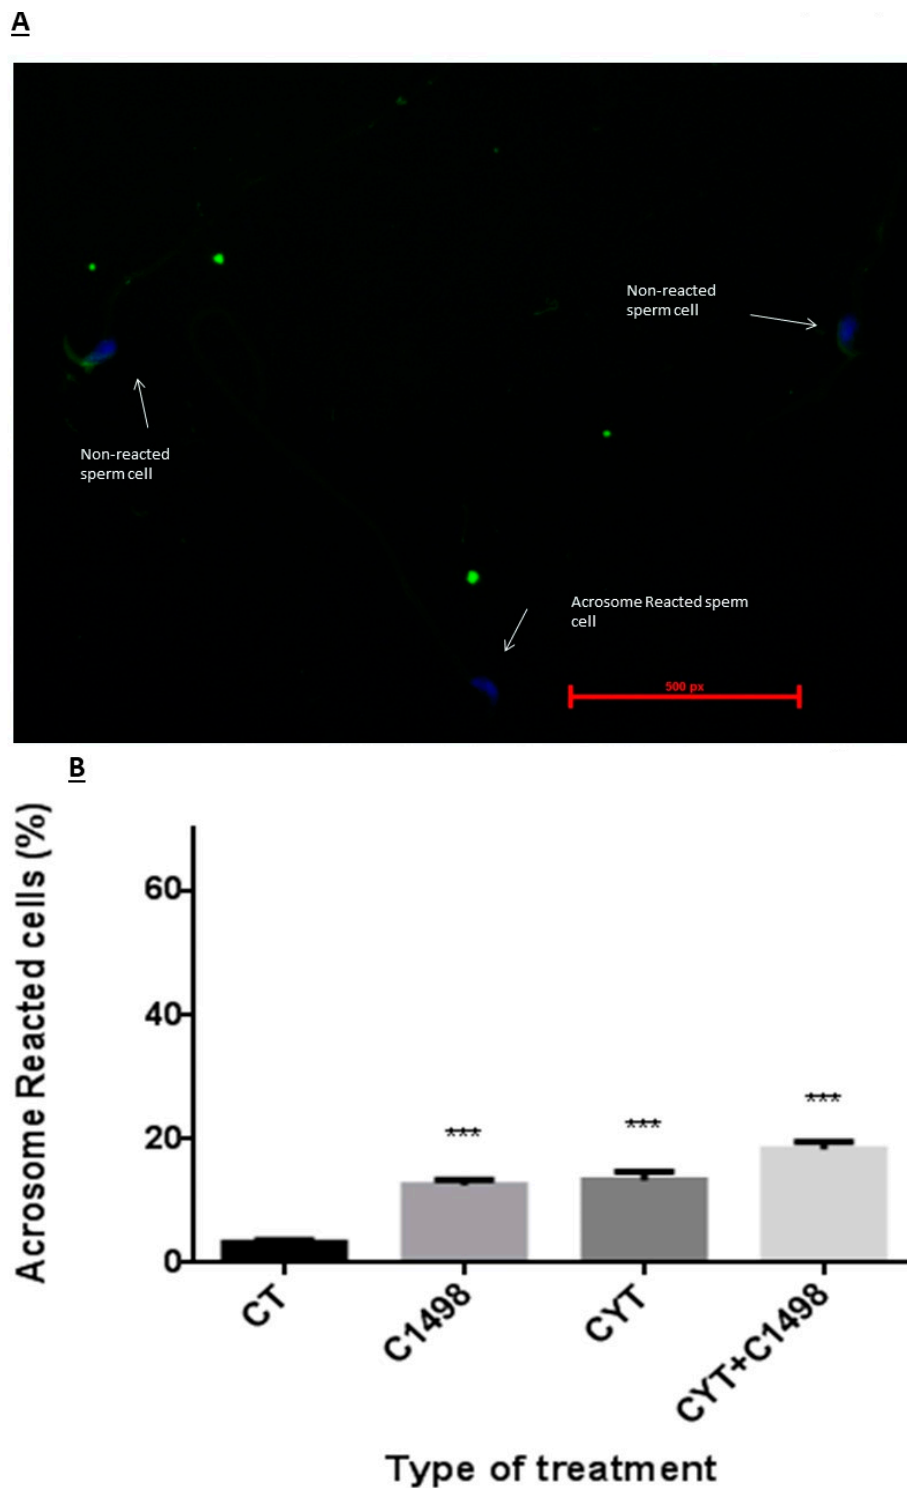 A
Non-reacted
sperm cell
Non-reacted
sperm cell
Acrosome Reacted sperm
cell
500 px
B
Acrosome Reacted cells (%)
60
40
20
0
***
***
***
CT
C1498
CYT
CYT+C1498
Type of treatment